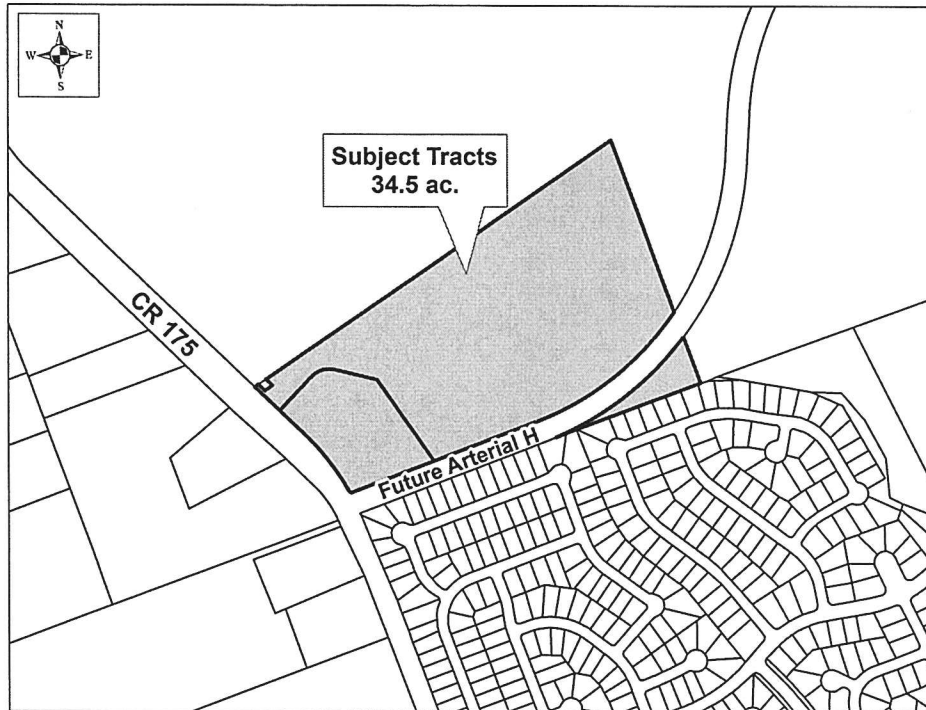 N
W E
S
Subject Tracts
34.5 ac.
CR 175
Future Arterial H